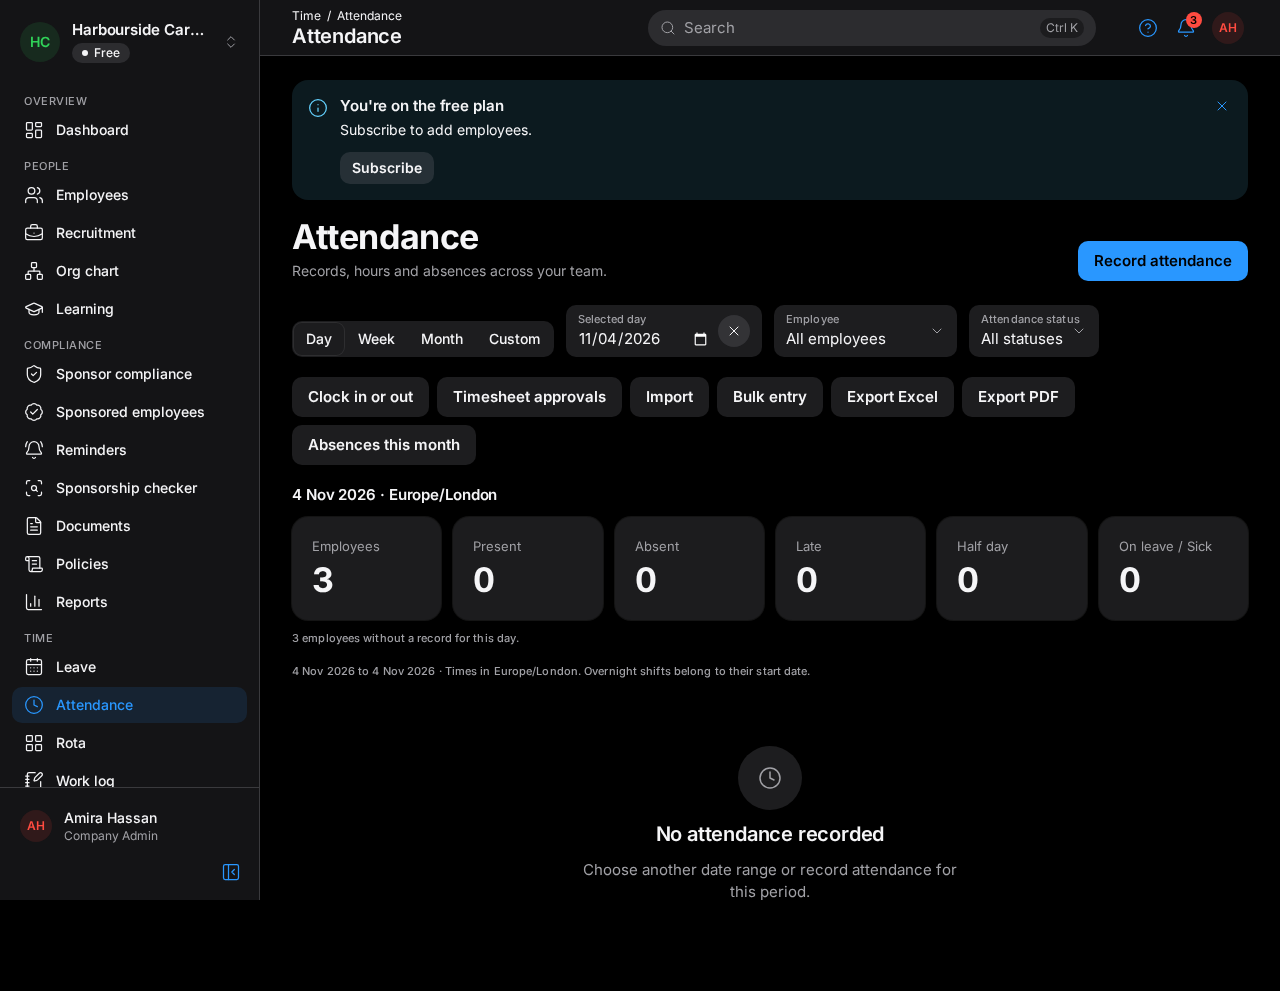 HC
Harbourside Car...
Free
OVERVIEW
Dashboard
PEOPLE
Employees
Recruitment
Org chart
Learning
COMPLIANCE
Sponsor compliance
Sponsored employees
Reminders
Sponsorship checker
Documents
Policies
Reports
TIME
Leave
Attendance
Rota
Work log
AH
Amira Hassan
Company Admin
Time / Attendance
Attendance
Search
Ctrl K
3
AH
You're on the free plan
Subscribe to add employees.
Subscribe
Attendance
Records, hours and absences across your team.
Record attendance
Day
Week
Month
Custom
Selected day
11/04/2026
Employee
All employees
Attendance status
All statuses
Clock in or out
Timesheet approvals
Import
Bulk entry
Export Excel
Export PDF
Absences this month
4 Nov 2026 · Europe/London
Employees
3
Present
0
Absent
0
Late
0
Half day
0
On leave / Sick
0
3 employees without a record for this day.
4 Nov 2026 to 4 Nov 2026 · Times in Europe/London. Overnight shifts belong to their start date.
No attendance recorded
Choose another date range or record attendance for
this period.